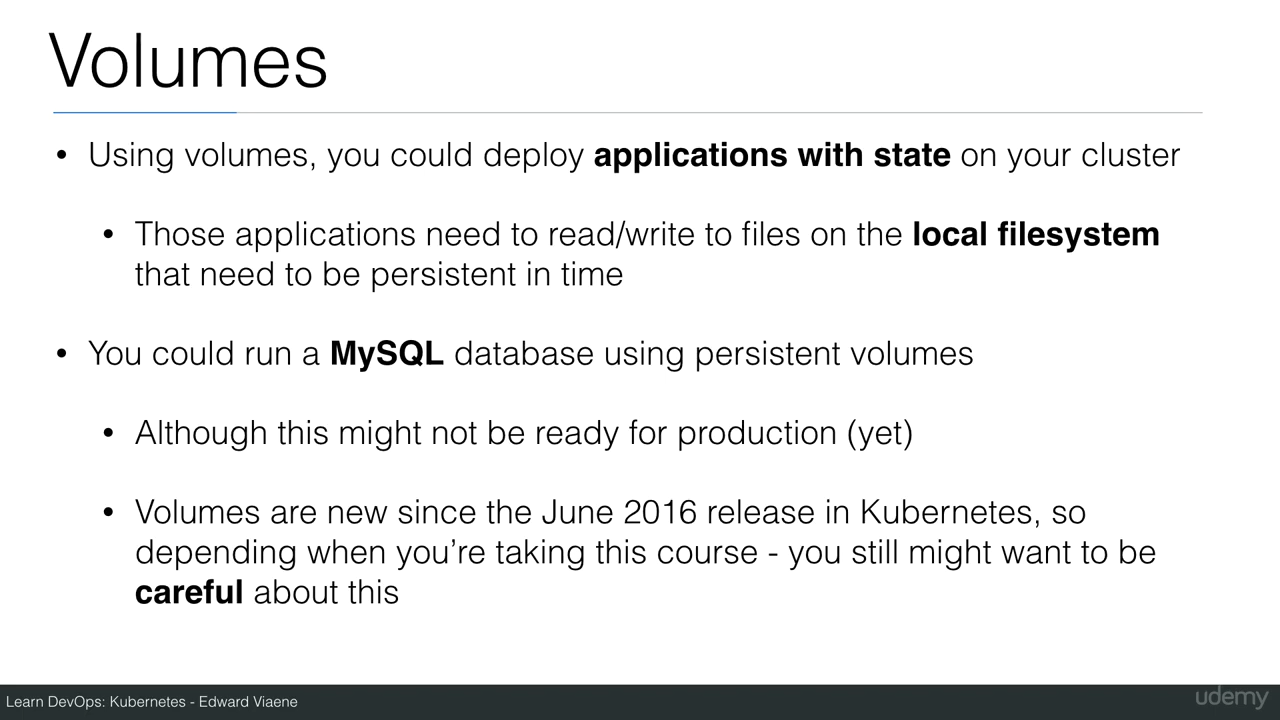 Volumes
• Using volumes, you could deploy applications with state on your cluster
• Those applications need to read/write to files on the local filesystem
that need to be persistent in time
• You could run a MySQL database using persistent volumes
• Although this might not be ready for production (yet)
• Volumes are new since the June 2016 release in Kubernetes, so
depending when you're taking this course - you still might want to be
careful about this
Learn DevOps: Kubernetes - Edward Viaene
udemy